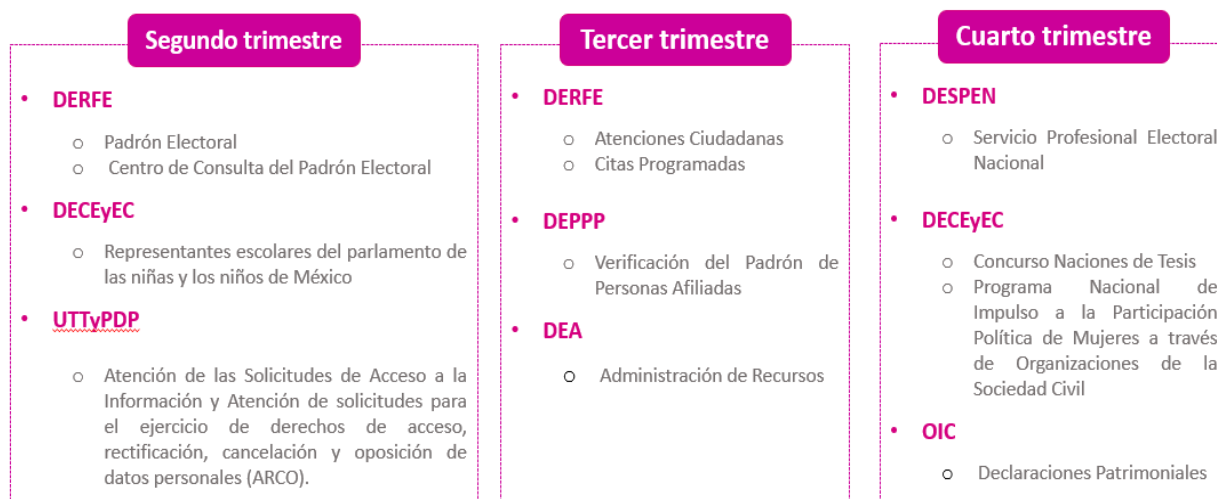 Segundo trimestre
• DERFE
o Padrón Electoral
o Centro de Consulta del Padrón Electoral
• DECEyEC
o Representantes escolares del parlamento de
las niñas y los niños de México
• UTTyPDP
o Atención de las Solicitudes de Acceso a la
Información y Atención de solicitudes para
el ejercicio de derechos de acceso,
rectificación, cancelación y oposición de
datos personales (ARCO).
Tercer trimestre
• DERFE
o Atenciones Ciudadanas
o Citas Programadas
• DEPPP
o Verificación del Padrón de
Personas Afiliadas
• DEA
o Administración de Recursos
Cuarto trimestre
• DESPEN
o Servicio Profesional Electoral
Nacional
• DECEyEC
o Concurso Naciones de Tesis
o Programa Nacional de
Impulso a la Participación
Política de Mujeres a través
de Organizaciones de la
Sociedad Civil
• OIC
o Declaraciones Patrimoniales